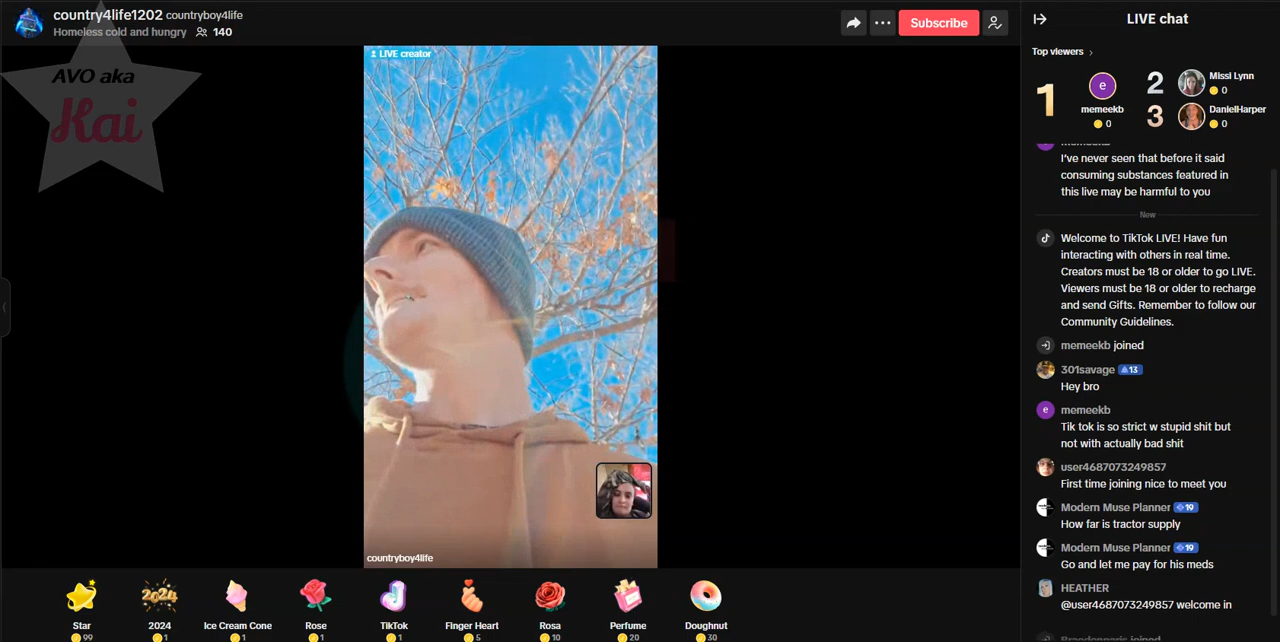 country4life1202 countryboy4life
Homeless cold and hungry 140
Subscribe
AVO aka
Kai
LIVE creator
countryboy4life
Star
99
2024
2024
1
Ice Cream Cone
1
Rose
1
TikTok
1
Finger Heart
5
Rosa
10
Perfume
20
Doughnut
30
LIVE chat
Top viewers
1
e
memeekb
0
2
Missi Lynn
0
3
DanielHarper
0
I've never seen that before it said
consuming substances featured in
this live may be harmful to you
New
Welcome to TikTok LIVE! Have fun
interacting with others in real time.
Creators must be 18 or older to go LIVE.
Viewers must be 18 or older to recharge
and send Gifts. Remember to follow our
Community Guidelines.
memeekb joined
301savage 13
Hey bro
e memeekb
Tik tok is so strict w stupid shit but
not with actually bad shit
user4687073249857
First time joining nice to meet you
Modern Muse Planner 19
How far is tractor supply
Modern Muse Planner 19
Go and let me pay for his meds
HEATHER
@user4687073249857 welcome in